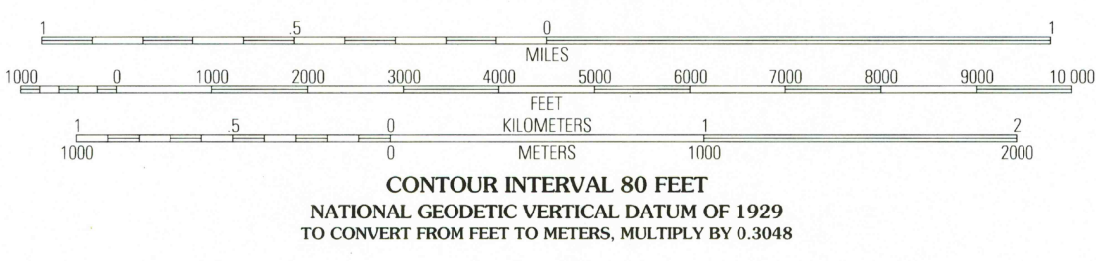 1 .5 0 1
MILES
1000 0 1000 2000 3000 4000 5000 6000 7000 8000 9000 10 000
FEET
1 .5 0 KILOMETERS 1 2
1000 0 METERS 1000 2000
CONTOUR INTERVAL 80 FEET
NATIONAL GEODETIC VERTICAL DATUM OF 1929
TO CONVERT FROM FEET TO METERS, MULTIPLY BY 0.3048